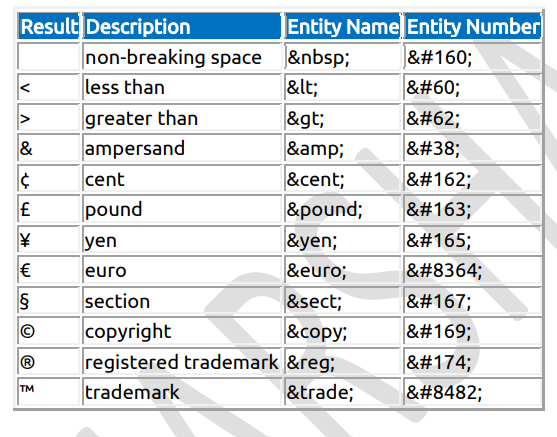 Result Description Entity Name Entity Number
non-breaking space &nbsp; &#160;
< less than &lt; &#60;
> greater than &gt; &#62;
& ampersand &amp; &#38;
¢ cent &cent; &#162;
£ pound &pound; &#163;
¥ yen &yen; &#165;
€ euro &euro; &#8364;
§ section &sect; &#167;
© copyright &copy; &#169;
® registered trademark &reg; &#174;
™ trademark &trade; &#8482;